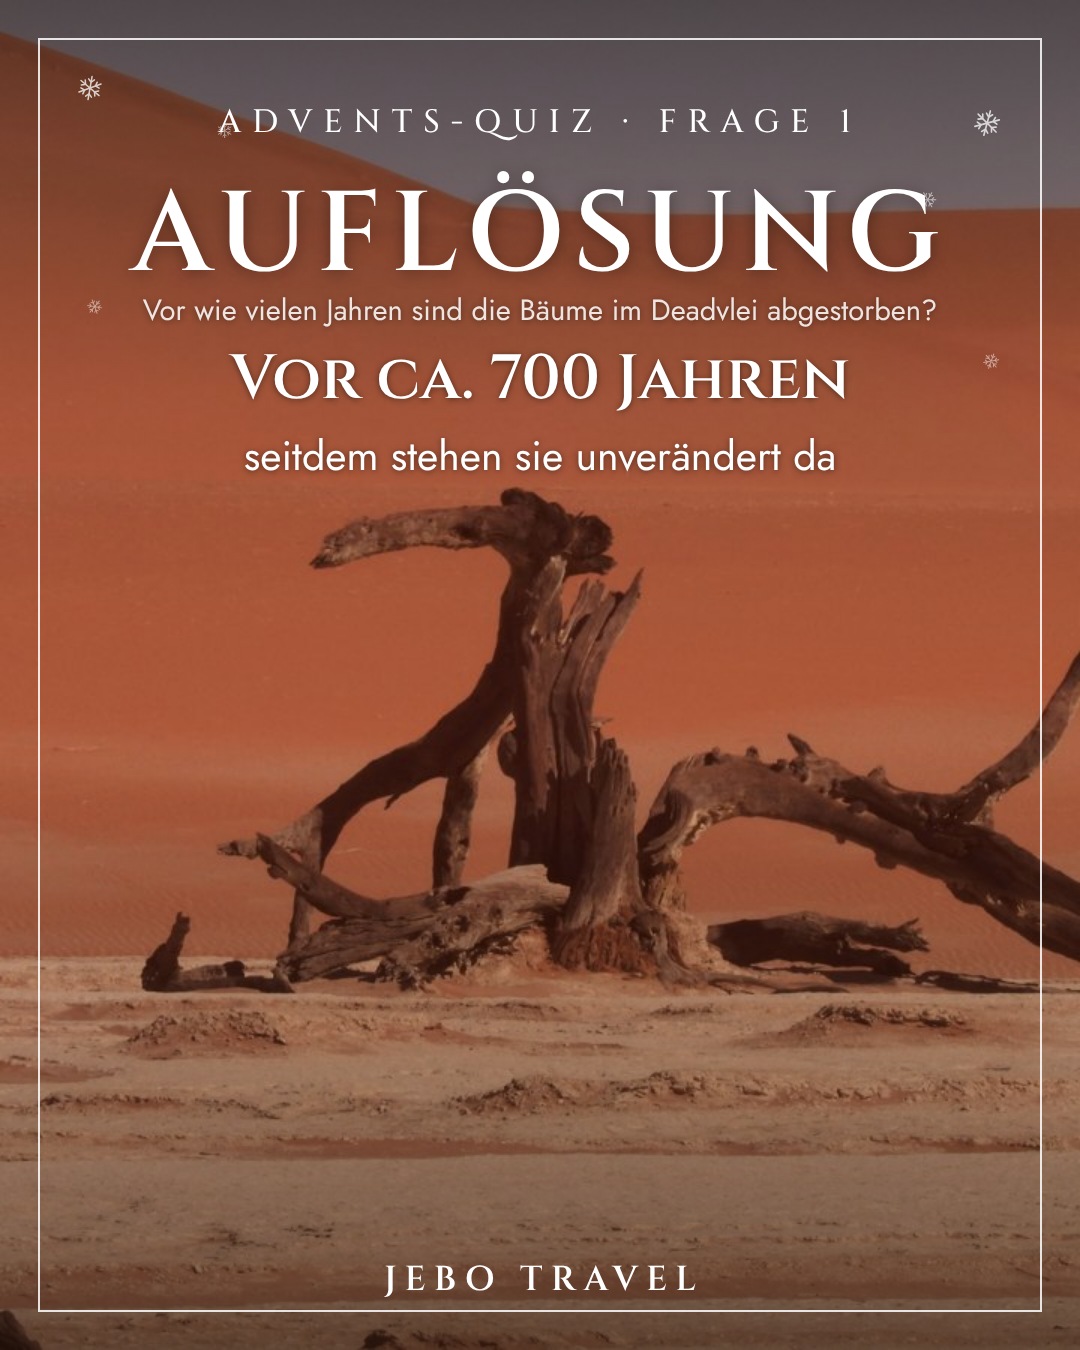 ADVENTS-QUIZ · FRAGE 1
AUFLÖSUNG
Vor wie vielen Jahren sind die Bäume im Deadvlei abgestorben?
VOR CA. 700 JAHREN
seitdem stehen sie unverändert da
JEBO TRAVEL